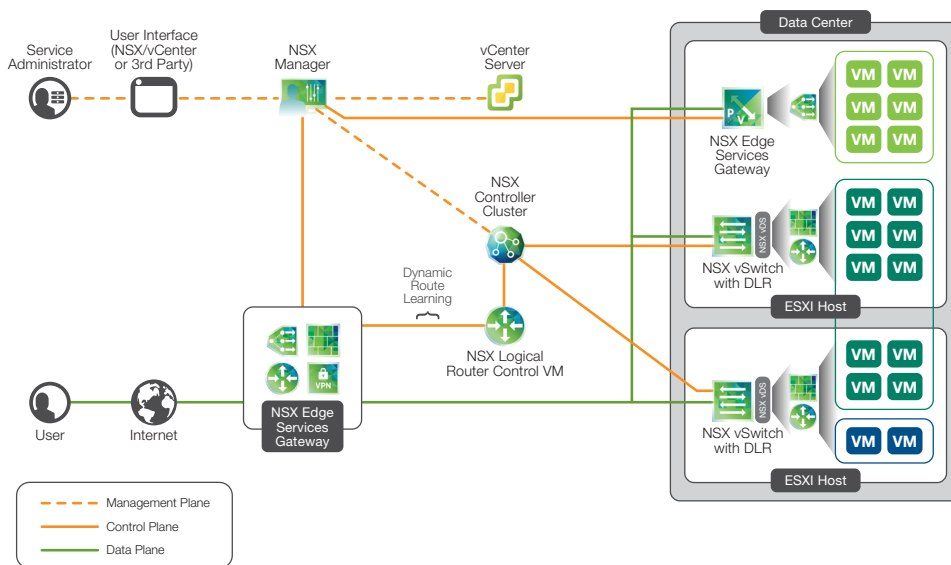 Service
Administrator
User Interface
(NSX/vCenter
or 3rd Party)
NSX
Manager
vCenter
Server
Data Center
P
V
NSX Edge
Services
Gateway
VM VM
VM VM
VM VM
NSX
Controller
Cluster
NSX vDS
NSX vSwitch
with DLR
VM VM
VM VM
VM VM
ESXI Host
Dynamic
Route
Learning
NSX Logical
Router Control VM
VPN
NSX Edge
Services
Gateway
User
Internet
NSX vDS
NSX vSwitch
with DLR
VM VM
VM VM
VM VM
ESXI Host
Management Plane
Control Plane
Data Plane